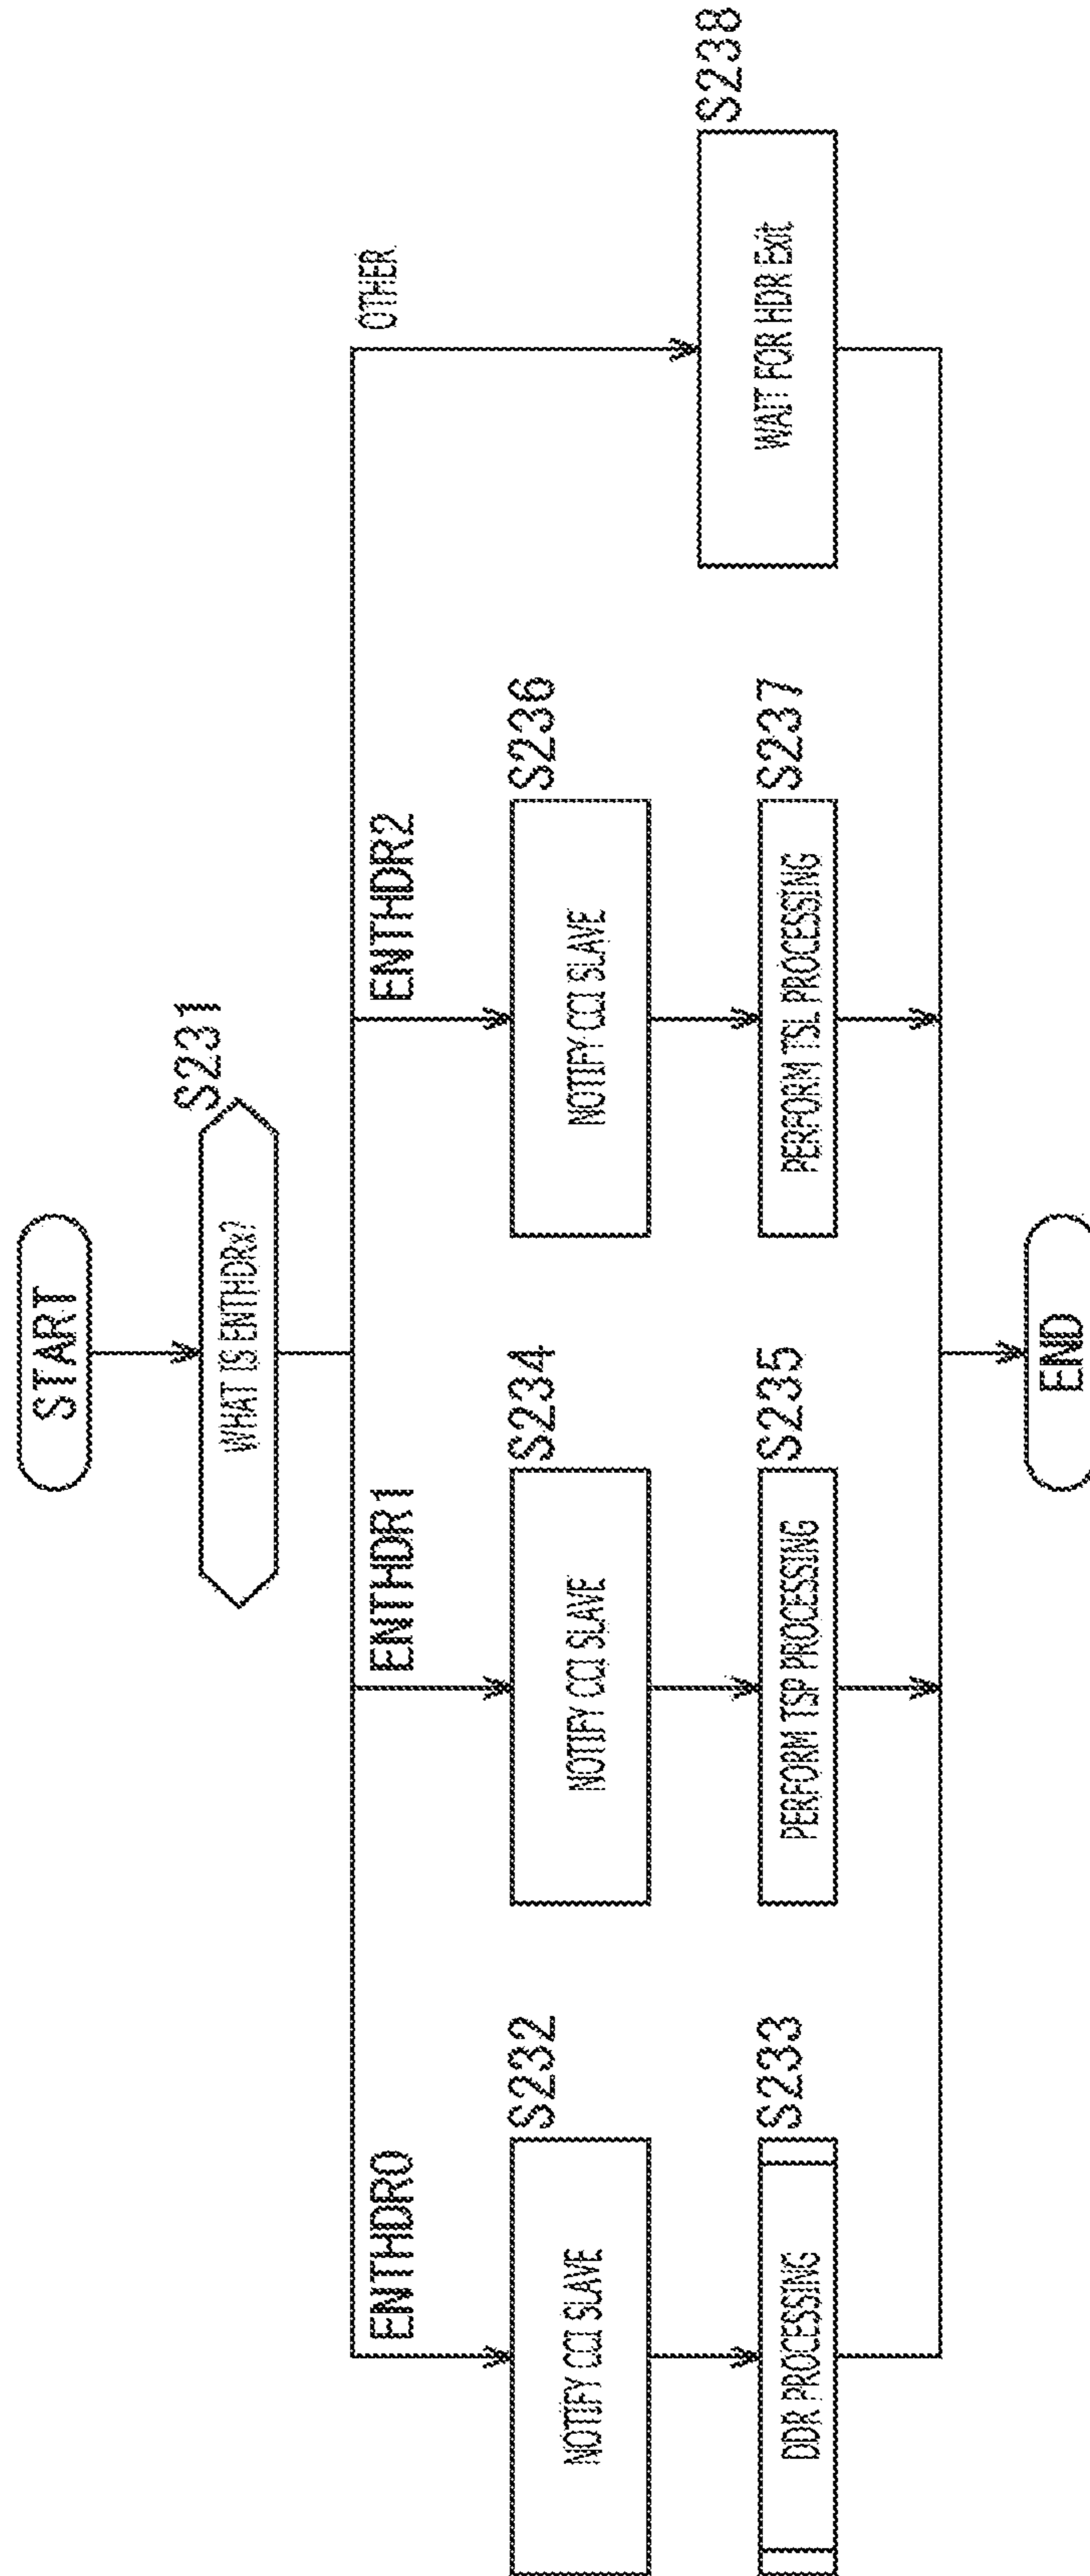 START
S231
WHAT IS ENTHDRx?
ENTHDR0
ENTHDR1
ENTHDR2
OTHER
S232
NOTIFY CCI SLAVE
S234
NOTIFY CCI SLAVE
S236
NOTIFY CCI SLAVE
S238
WAIT FOR HDR Exit
S233
DDR PROCESSING
S235
PERFORM TSP PROCESSING
S237
PERFORM TSL PROCESSING
END